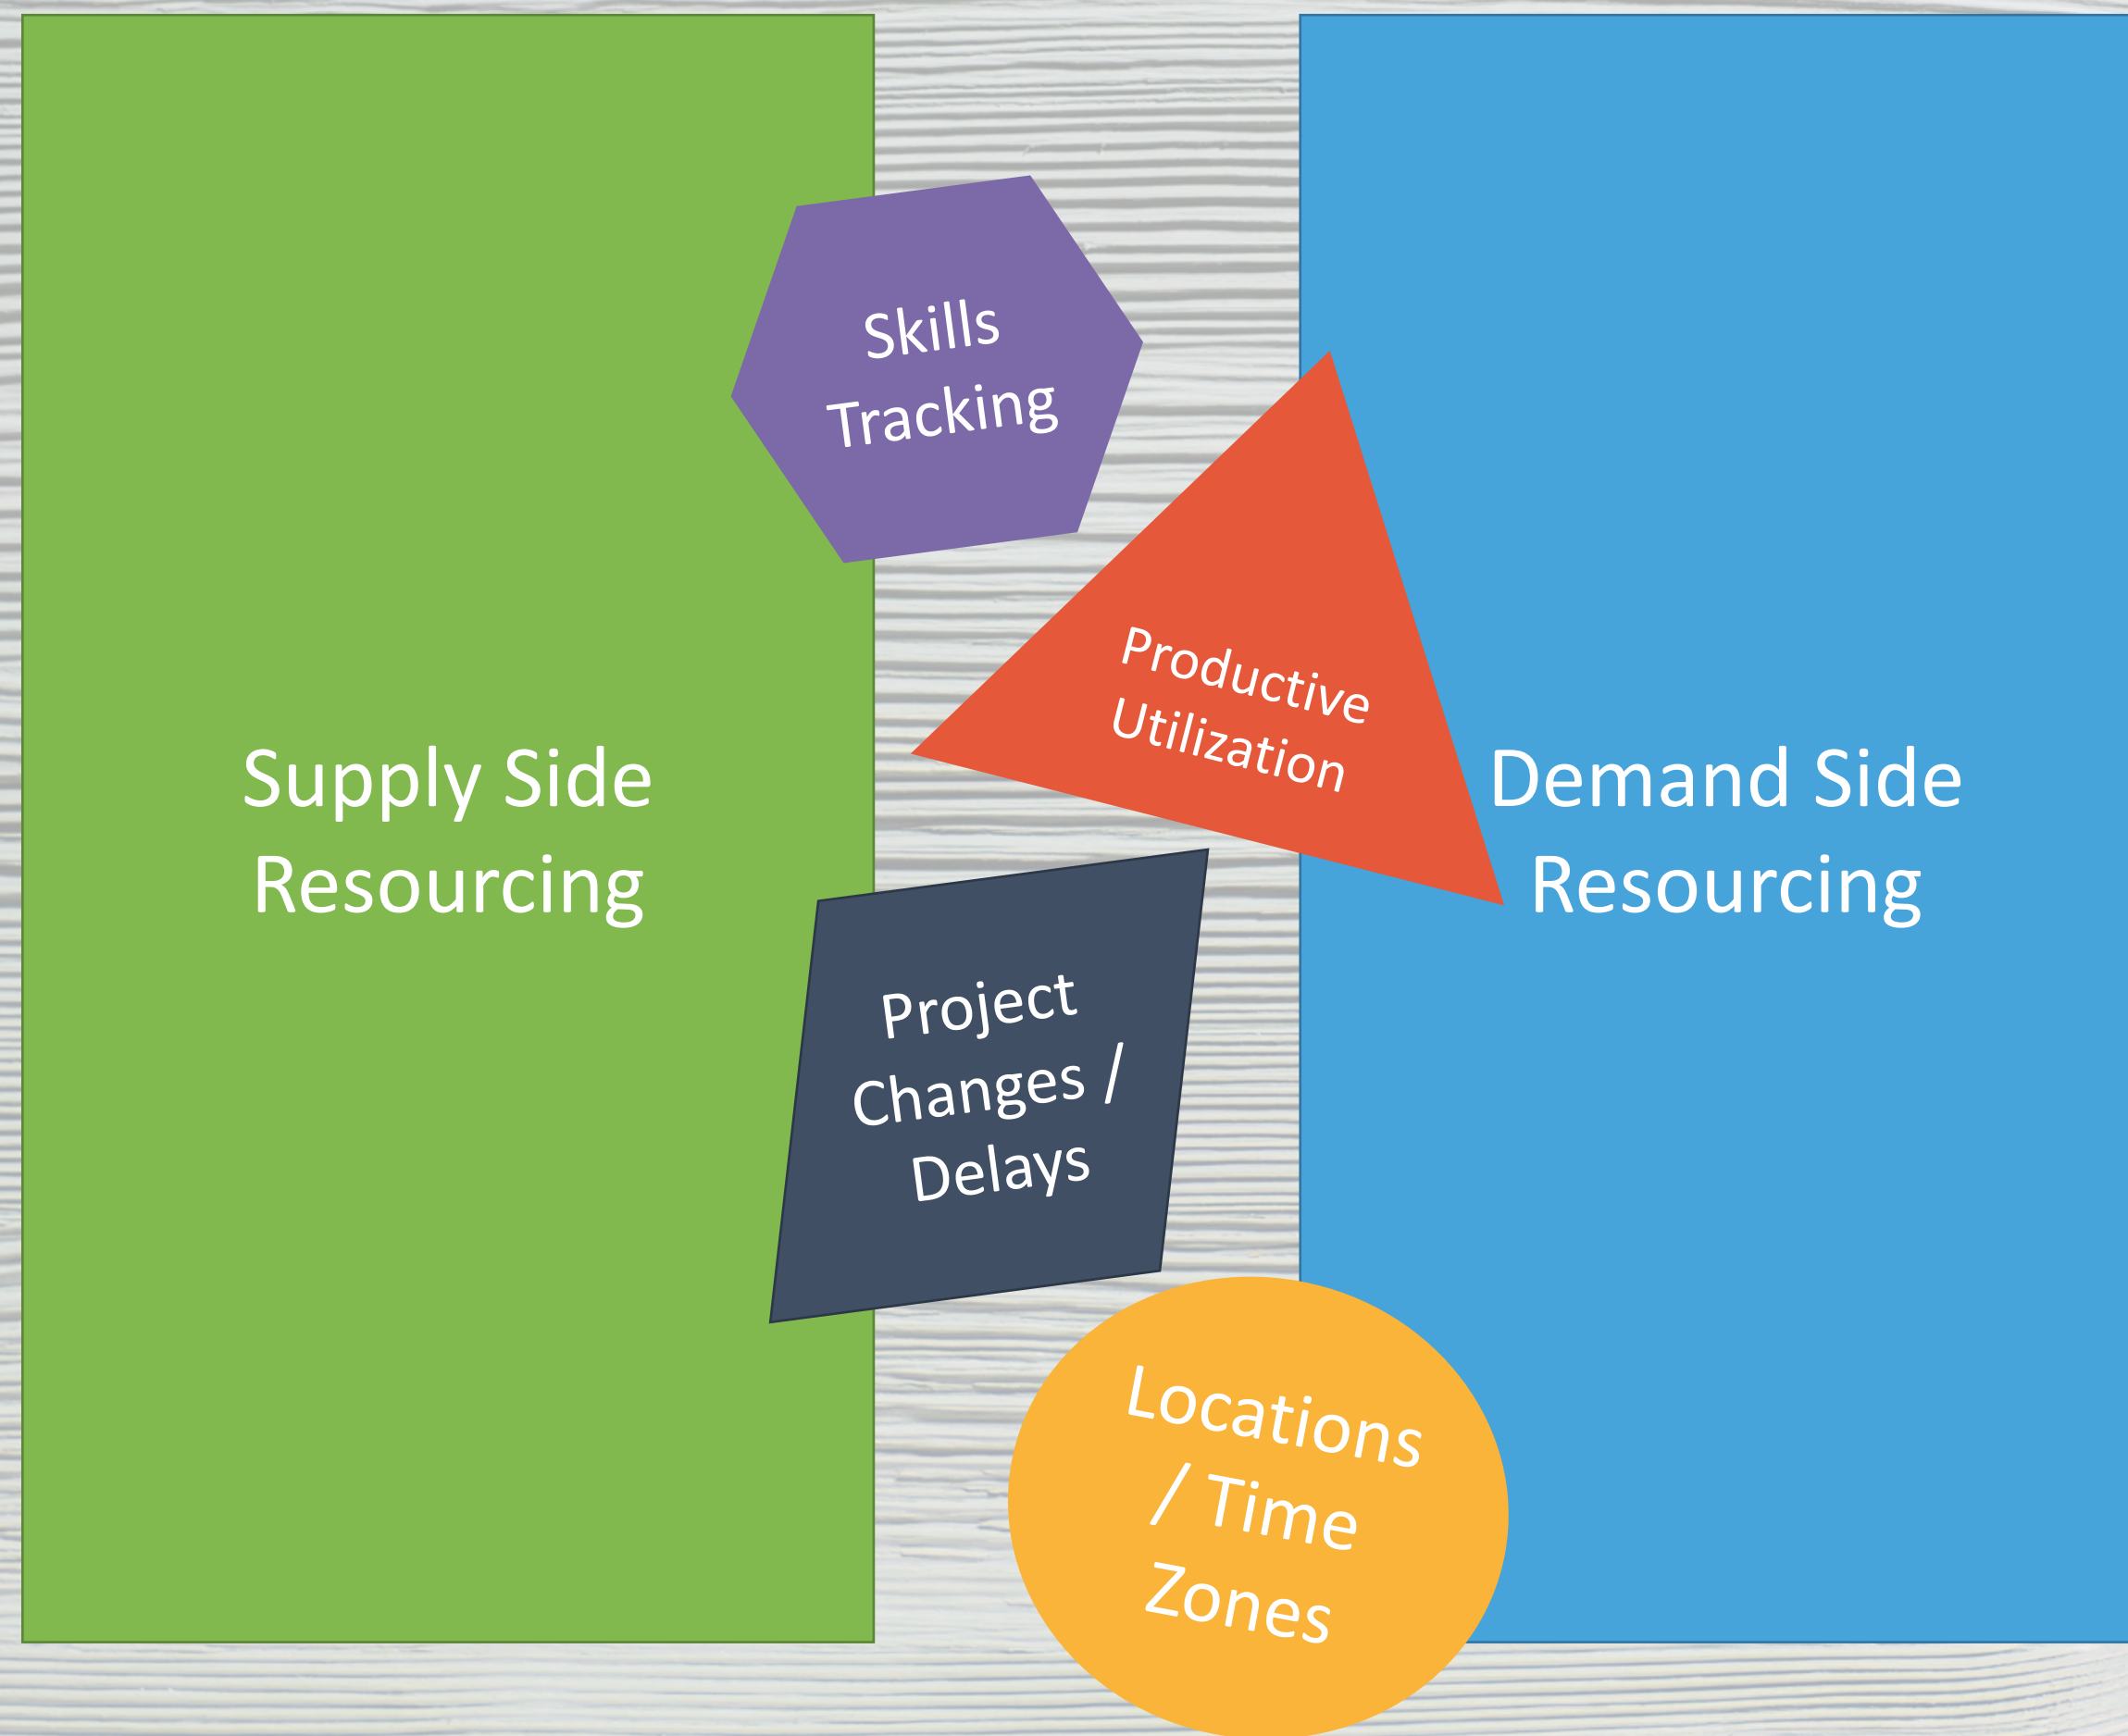 Supply Side
Resourcing
Skills
Tracking
Productive
Utilization
Project
Changes /
Delays
Locations
/ Time
Zones
Demand Side
Resourcing